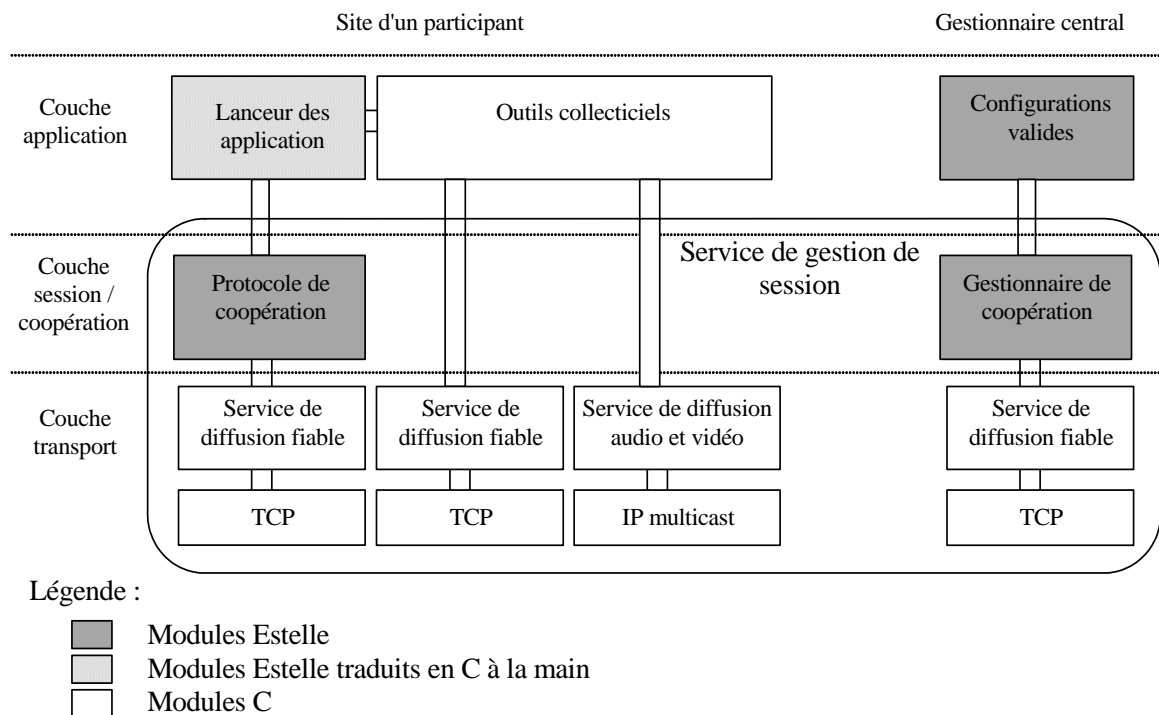 Site d'un participant
Gestionnaire central
Couche
application
Lanceur des
application
Outils collecticiels
Configurations
valides
Couche
session /
coopération
Protocole de
coopération
Service de gestion de
session
Gestionnaire de
coopération
Couche
transport
Service de
diffusion fiable
Service de
diffusion fiable
Service de diffusion
audio et vidéo
Service de
diffusion fiable
TCP
TCP
IP multicast
TCP
Légende :
Modules Estelle
Modules Estelle traduits en C à la main
Modules C